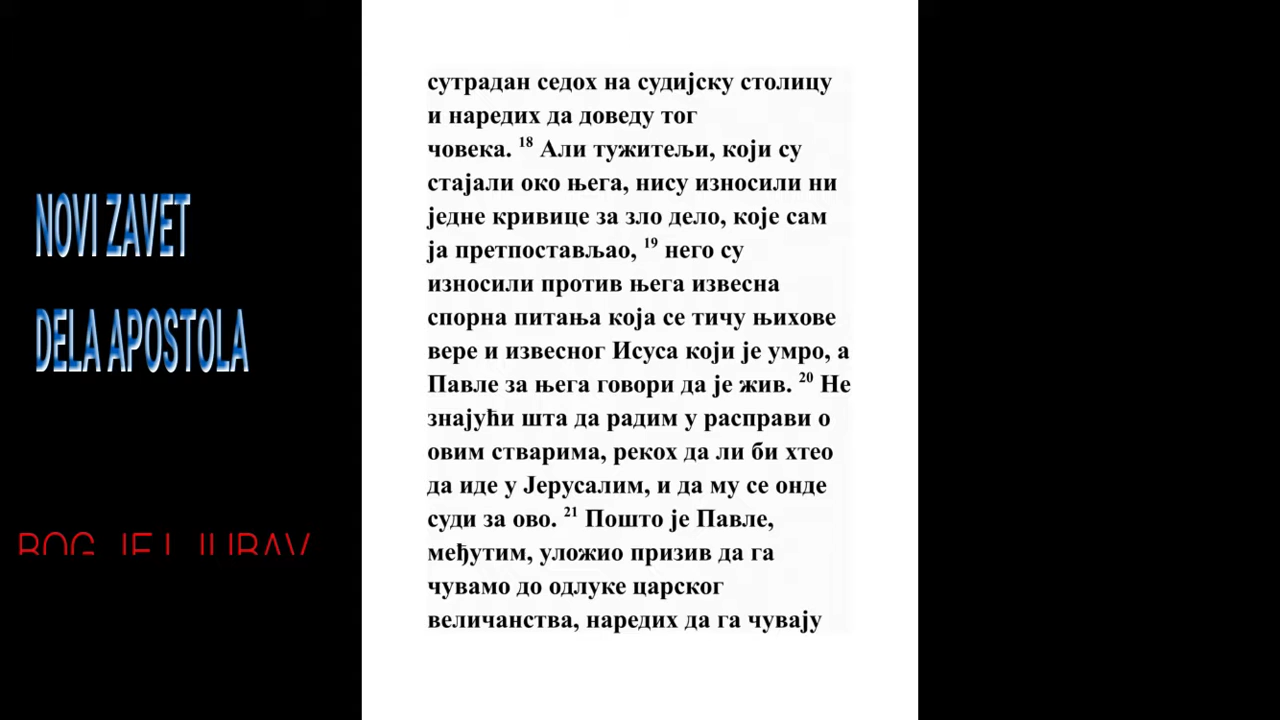 NOVI ZAVET
DELA APOSTOLA
BOG JE LJUBAV
сутрадан седох на судијску столицу
и наредих да доведу тог
човека. 18 Али тужитељи, који су
стајали око њега, нису износили ни
једне кривице за зло дело, које сам
ја претпостављао, 19 него су
износили против њега извесна
спорна питања која се тичу њихове
вере и извесног Исуса који је умро, а
Павле за њега говори да је жив. 20 Не
знајући шта да радим у расправи о
овим стварима, рекох да ли би хтео
да иде у Јерусалим, и да му се онде
суди за ово. 21 Пошто је Павле,
међутим, уложио призив да га
чувамо до одлуке царског
величанства, наредих да га чувају